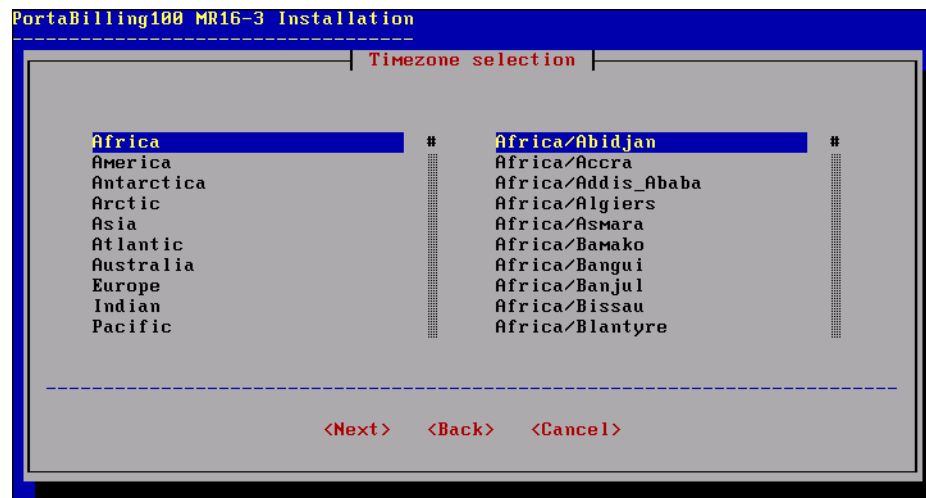 PortaBilling100 MR16-3 Installation
-----------------------------------
Timezone selection
Africa # Africa/Abidjan #
America Africa/Accra
Antarctica Africa/Addis_Ababa
Arctic Africa/Algiers
Asia Africa/Asmara
Atlantic Africa/Bamako
Australia Africa/Bangui
Europe Africa/Banjul
Indian Africa/Bissau
Pacific Africa/Blantyre
<Next> <Back> <Cancel>